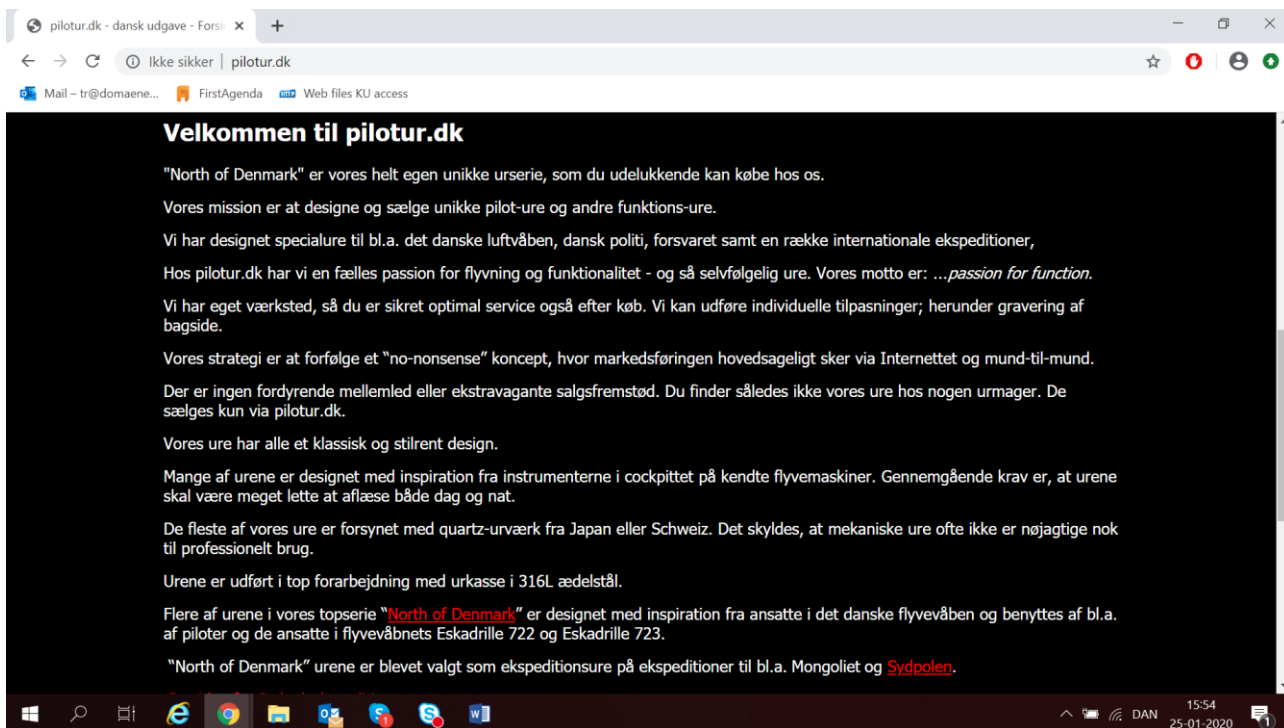 pilotur.dk - dansk udgave - Forsi
Ikke sikker | pilotur.dk
Mail – tr@domaene...
FirstAgenda
Web files KU access
Velkommen til pilotur.dk
"North of Denmark" er vores helt egen unikke urserie, som du udelukkende kan købe hos os.
Vores mission er at designe og sælge unikke pilot-ure og andre funktions-ure.
Vi har designet specialure til bl.a. det danske luftvåben, dansk politi, forsvaret samt en række internationale ekspeditioner,
Hos pilotur.dk har vi en fælles passion for flyvning og funktionalitet - og så selvfølgelig ure. Vores motto er: ...passion for function.
Vi har eget værksted, så du er sikret optimal service også efter køb. Vi kan udføre individuelle tilpasninger; herunder gravering af
bagside.
Vores strategi er at forfølge et “no-nonsense” koncept, hvor markedsføringen hovedsageligt sker via Internettet og mund-til-mund.
Der er ingen fordyrende mellemled eller ekstravagante salgsfremstød. Du finder således ikke vores ure hos nogen urmager. De
sælges kun via pilotur.dk.
Vores ure har alle et klassisk og stilrent design.
Mange af urene er designet med inspiration fra instrumenterne i cockpittet på kendte flyvemaskiner. Gennemgående krav er, at urene
skal være meget lette at aflæse både dag og nat.
De fleste af vores ure er forsynet med quartz-urværk fra Japan eller Schweiz. Det skyldes, at mekaniske ure ofte ikke er nøjagtige nok
til professionelt brug.
Urene er udført i top forarbejdning med urkasse i 316L ædelstål.
Flere af urene i vores topserie “North of Denmark” er designet med inspiration fra ansatte i det danske flyvevåben og benyttes af bl.a.
af piloter og de ansatte i flyvevåbnets Eskadrille 722 og Eskadrille 723.
“North of Denmark” urene er blevet valgt som ekspeditionsure på ekspeditioner til bl.a. Mongoliet og Sydpolen.
DAN
15:54
25-01-2020